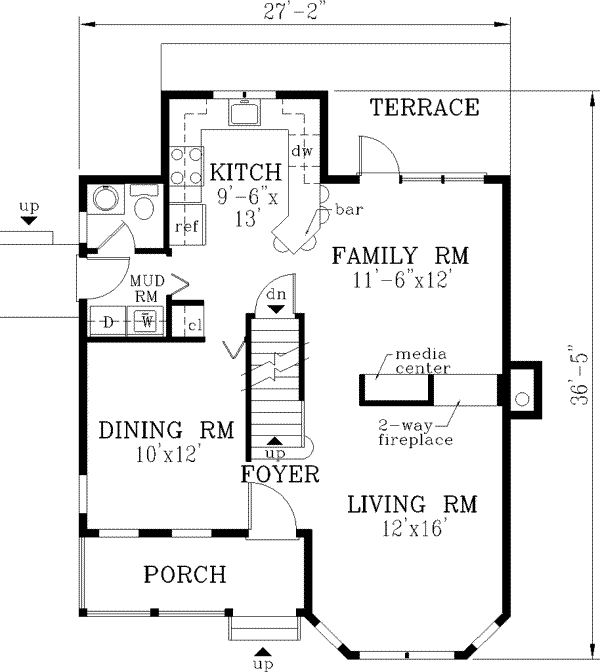 27'-2"
TERRACE
KITCH
9'-6"x
13'
dw
ref
bar
up
FAMILY RM
11'-6"x12'
MUD
RM
D
W
cl
dn
media
center
36'-5"
2-way
fireplace
DINING RM
10'x12'
up
FOYER
LIVING RM
12'x16'
PORCH
up